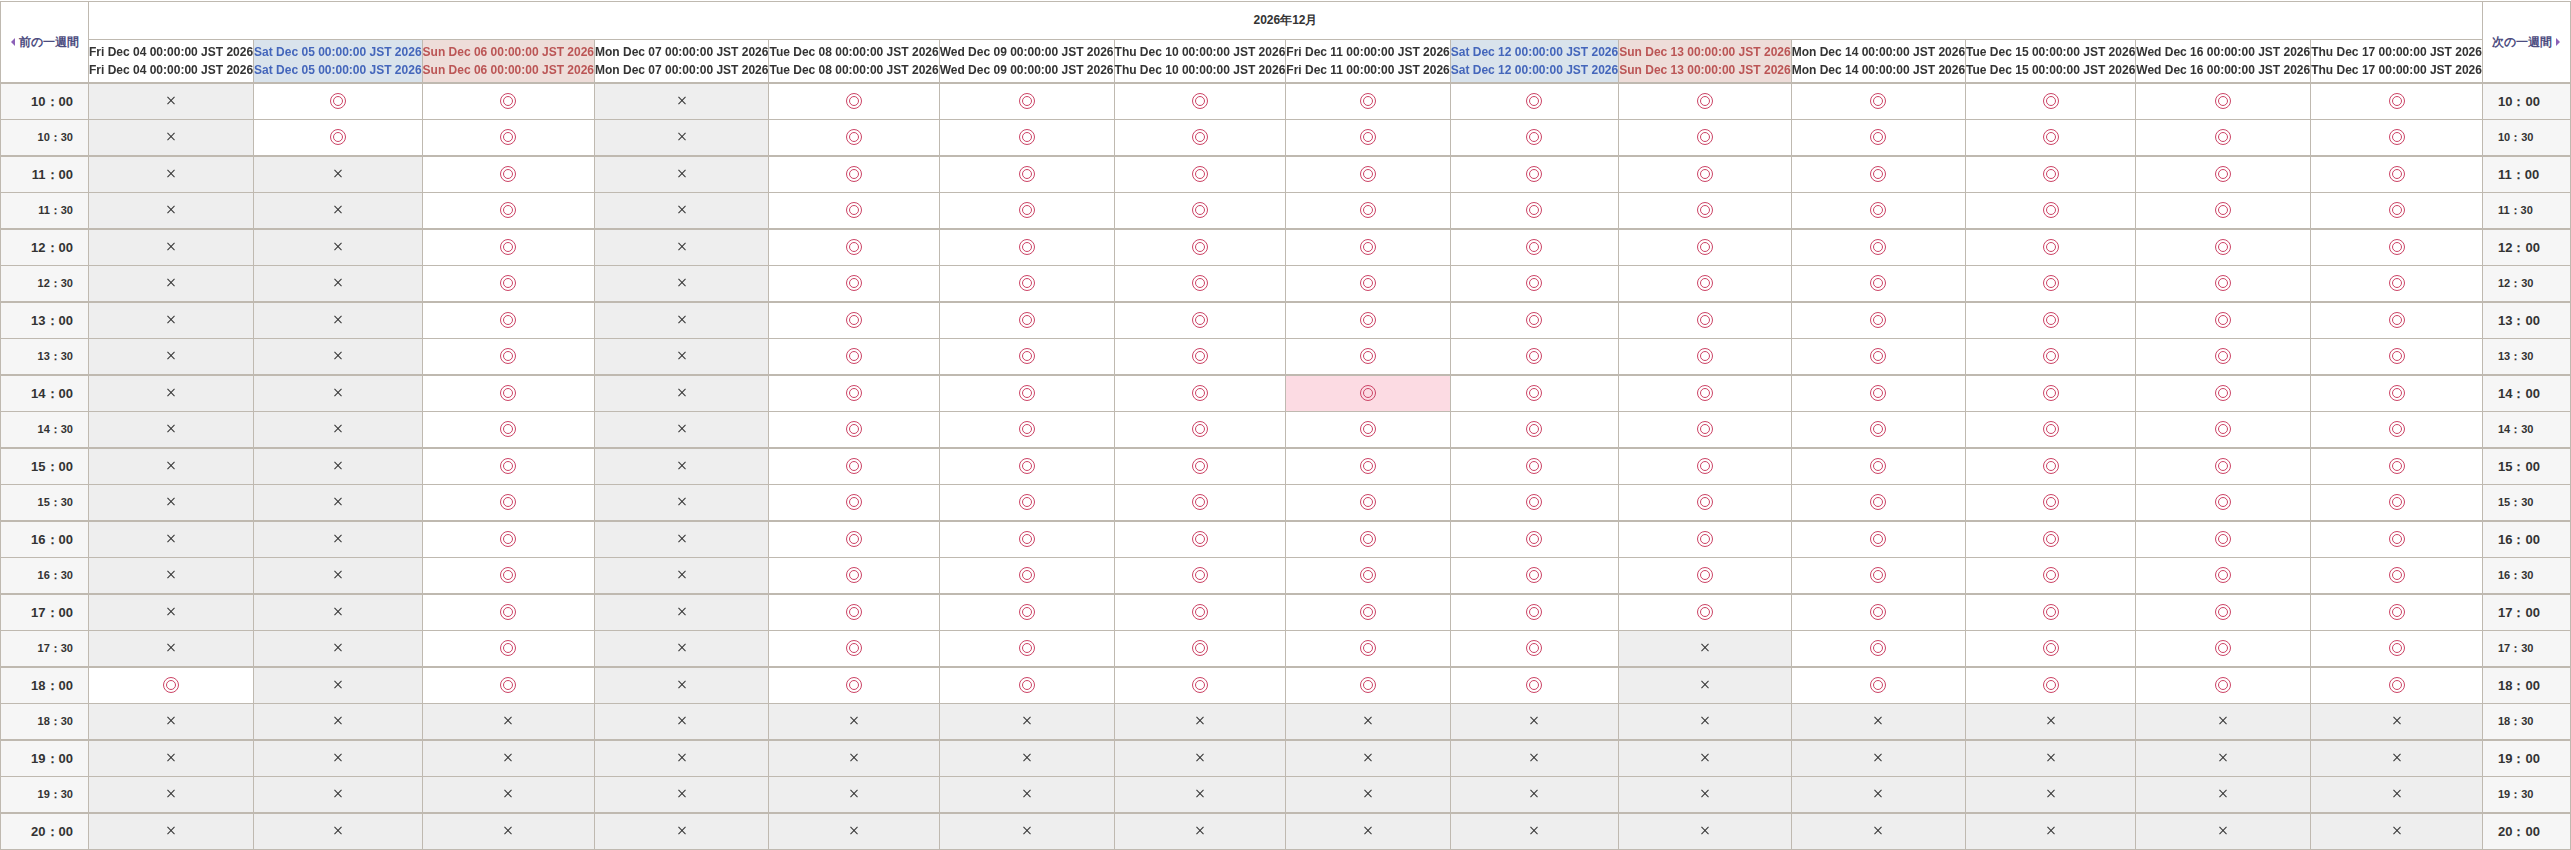 2026年12月
前の一週間
次の一週間
Fri Dec 04 00:00:00 JST 2026 Sat Dec 05 00:00:00 JST 2026 Sun Dec 06 00:00:00 JST 2026 Mon Dec 07 00:00:00 JST 2026 Tue Dec 08 00:00:00 JST 2026 Wed Dec 09 00:00:00 JST 2026 Thu Dec 10 00:00:00 JST 2026 Fri Dec 11 00:00:00 JST 2026 Sat Dec 12 00:00:00 JST 2026 Sun Dec 13 00:00:00 JST 2026 Mon Dec 14 00:00:00 JST 2026 Tue Dec 15 00:00:00 JST 2026 Wed Dec 16 00:00:00 JST 2026 Thu Dec 17 00:00:00 JST 2026
Fri Dec 04 00:00:00 JST 2026 Sat Dec 05 00:00:00 JST 2026 Sun Dec 06 00:00:00 JST 2026 Mon Dec 07 00:00:00 JST 2026 Tue Dec 08 00:00:00 JST 2026 Wed Dec 09 00:00:00 JST 2026 Thu Dec 10 00:00:00 JST 2026 Fri Dec 11 00:00:00 JST 2026 Sat Dec 12 00:00:00 JST 2026 Sun Dec 13 00:00:00 JST 2026 Mon Dec 14 00:00:00 JST 2026 Tue Dec 15 00:00:00 JST 2026 Wed Dec 16 00:00:00 JST 2026 Thu Dec 17 00:00:00 JST 2026
10：00 × ◎ ◎ × ◎ ◎ ◎ ◎ ◎ ◎ ◎ ◎ ◎ ◎ 10：00
10：30 × ◎ ◎ × ◎ ◎ ◎ ◎ ◎ ◎ ◎ ◎ ◎ ◎ 10：30
11：00 × × ◎ × ◎ ◎ ◎ ◎ ◎ ◎ ◎ ◎ ◎ ◎ 11：00
11：30 × × ◎ × ◎ ◎ ◎ ◎ ◎ ◎ ◎ ◎ ◎ ◎ 11：30
12：00 × × ◎ × ◎ ◎ ◎ ◎ ◎ ◎ ◎ ◎ ◎ ◎ 12：00
12：30 × × ◎ × ◎ ◎ ◎ ◎ ◎ ◎ ◎ ◎ ◎ ◎ 12：30
13：00 × × ◎ × ◎ ◎ ◎ ◎ ◎ ◎ ◎ ◎ ◎ ◎ 13：00
13：30 × × ◎ × ◎ ◎ ◎ ◎ ◎ ◎ ◎ ◎ ◎ ◎ 13：30
14：00 × × ◎ × ◎ ◎ ◎ ◎ ◎ ◎ ◎ ◎ ◎ ◎ 14：00
14：30 × × ◎ × ◎ ◎ ◎ ◎ ◎ ◎ ◎ ◎ ◎ ◎ 14：30
15：00 × × ◎ × ◎ ◎ ◎ ◎ ◎ ◎ ◎ ◎ ◎ ◎ 15：00
15：30 × × ◎ × ◎ ◎ ◎ ◎ ◎ ◎ ◎ ◎ ◎ ◎ 15：30
16：00 × × ◎ × ◎ ◎ ◎ ◎ ◎ ◎ ◎ ◎ ◎ ◎ 16：00
16：30 × × ◎ × ◎ ◎ ◎ ◎ ◎ ◎ ◎ ◎ ◎ ◎ 16：30
17：00 × × ◎ × ◎ ◎ ◎ ◎ ◎ ◎ ◎ ◎ ◎ ◎ 17：00
17：30 × × ◎ × ◎ ◎ ◎ ◎ ◎ × ◎ ◎ ◎ ◎ 17：30
18：00 ◎ × ◎ × ◎ ◎ ◎ ◎ ◎ × ◎ ◎ ◎ ◎ 18：00
18：30 × × × × × × × × × × × × × × 18：30
19：00 × × × × × × × × × × × × × × 19：00
19：30 × × × × × × × × × × × × × × 19：30
20：00 × × × × × × × × × × × × × × 20：00